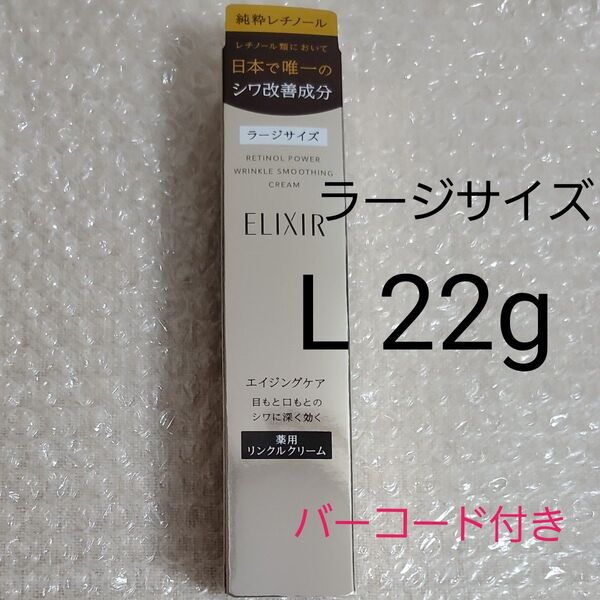 純粋レチノール
レチノール類において
日本で唯一の
シワ改善成分
ラージサイズ
RETINOL POWER
WRINKLE SMOOTHING
CREAM
ラージサイズ
ELIXIR
L 22g
エイジングケア
目もと口もとの
シワに深く効く
薬用
リンクルクリーム
バーコード付き